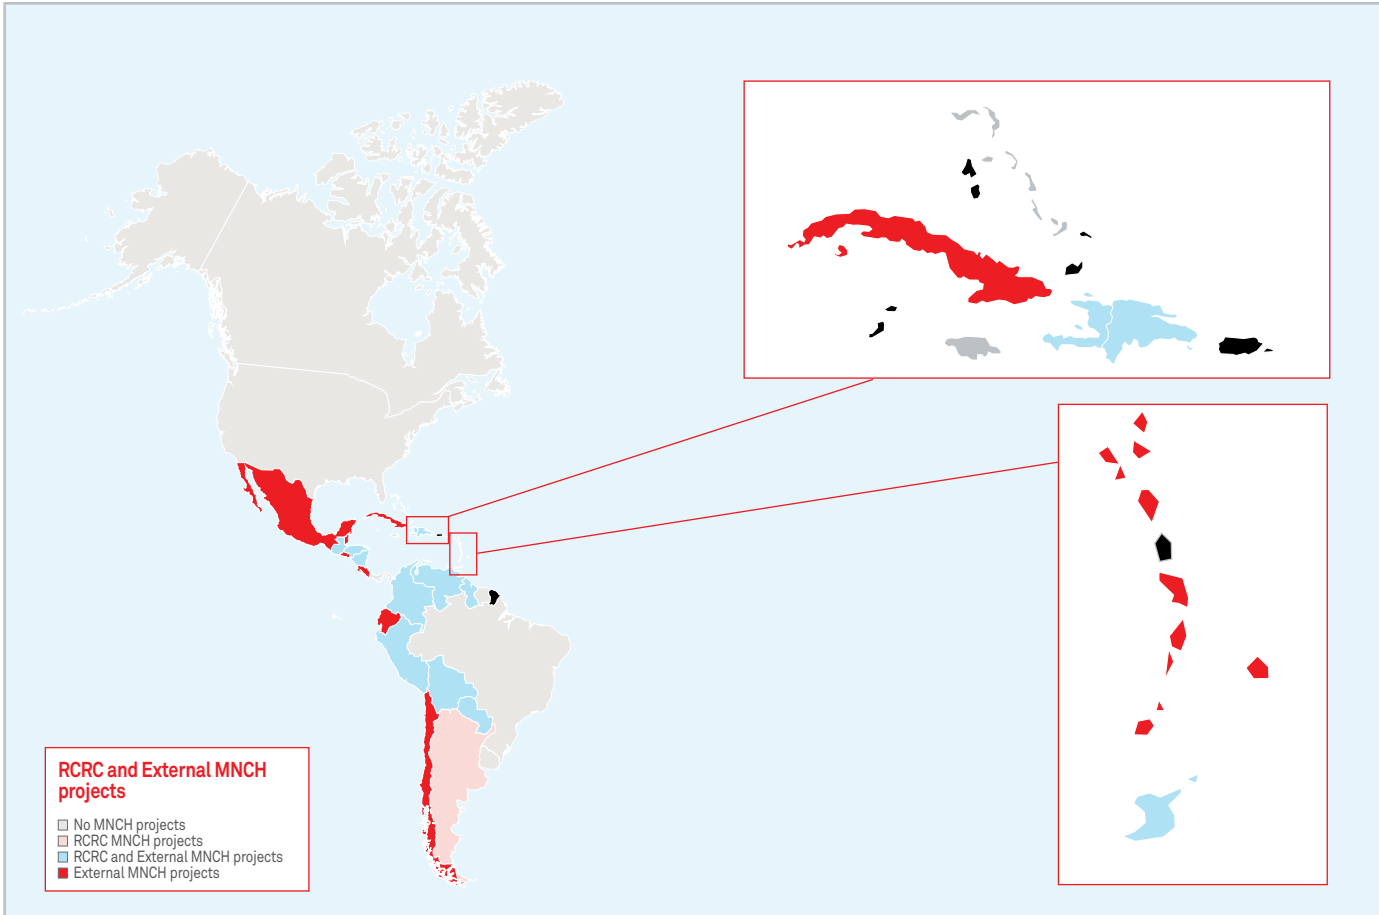 RCRC and External MNCH
projects
No MNCH projects
RCRC MNCH projects
RCRC and External MNCH projects
External MNCH projects